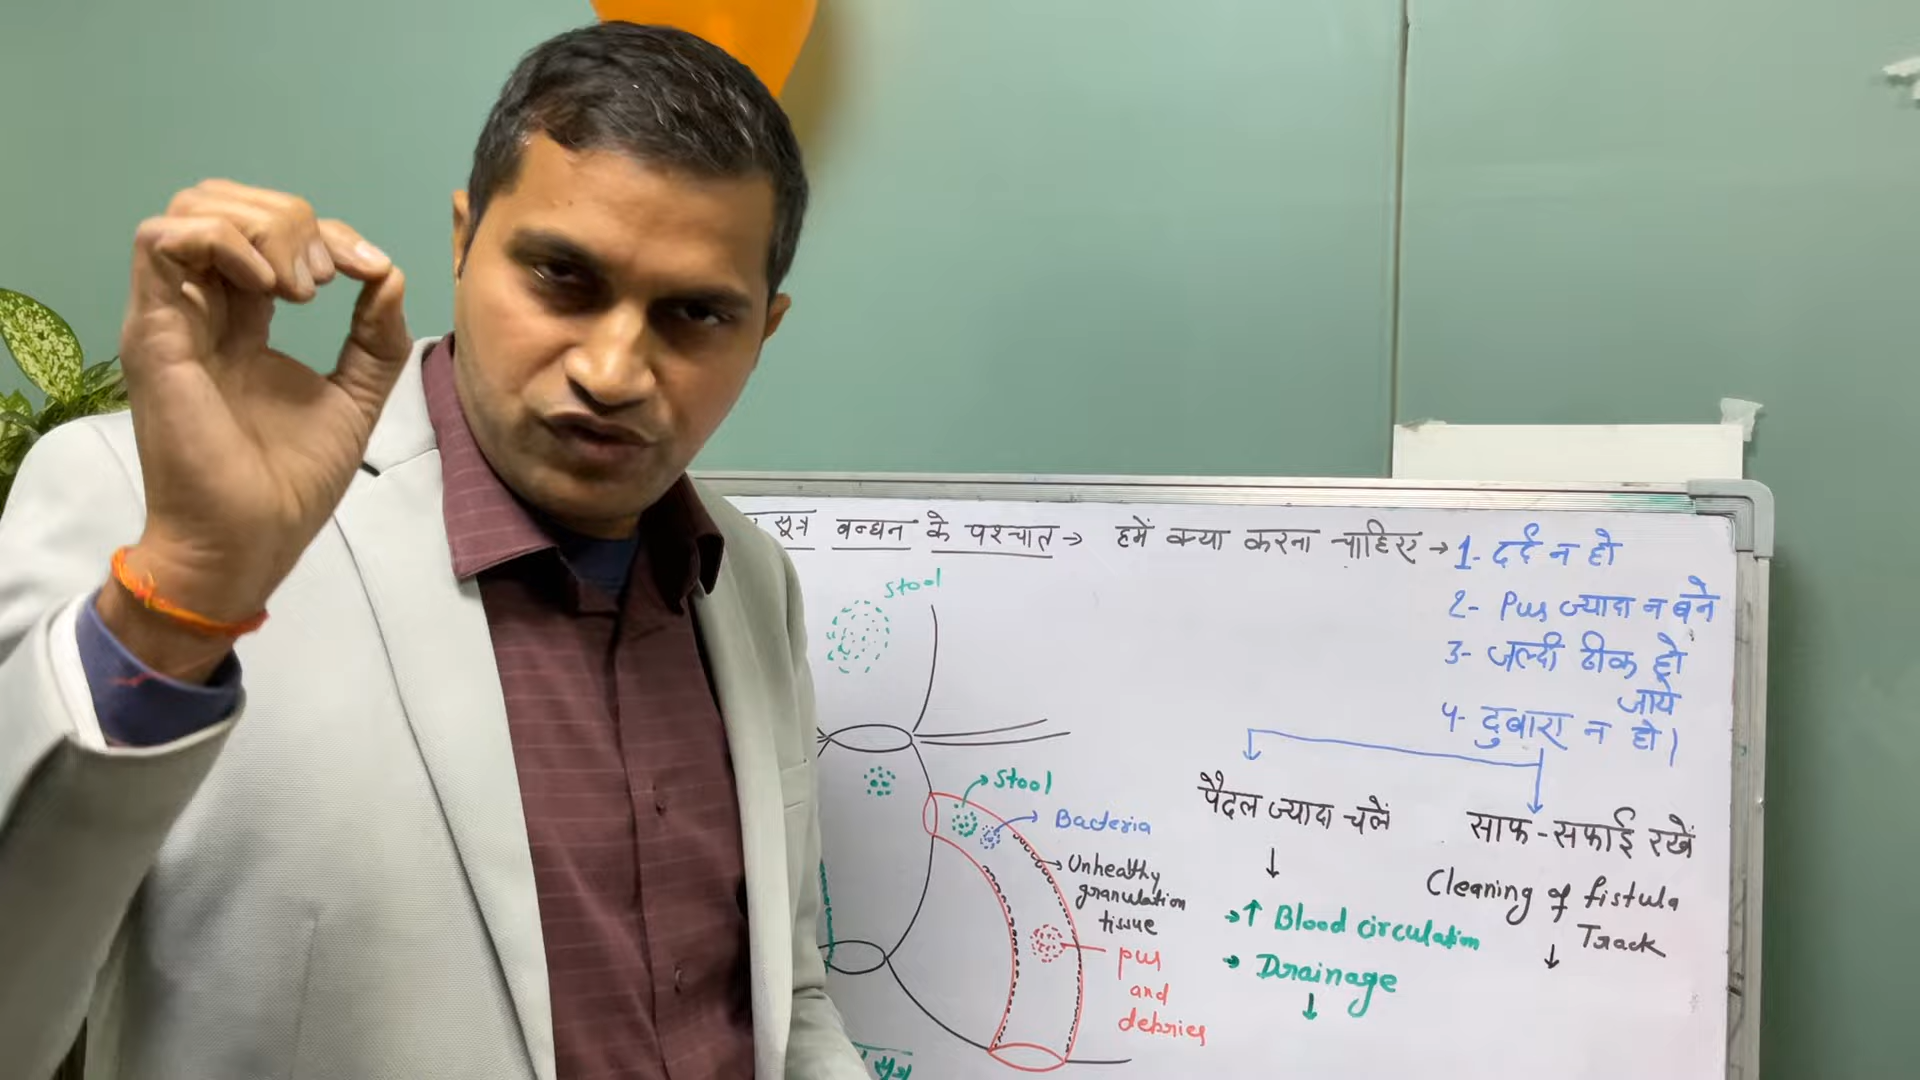 सूत्र बन्धन के पश्चात → हमें क्या करना चाहिए → 1- दर्द न हो
2- Pus ज्यादा न बने
3- जल्दी ठीक हो
जाये
4- दुबारा न हो।
stool
stool
Bacteria
Unhealthy
granulation
tissue
pus
and
debries
पैदल ज्यादा चलें
↓
→ ↑ Blood circulation
→ Drainage
↓
साफ-सफाई रखें
Cleaning of fistula
Track
↓